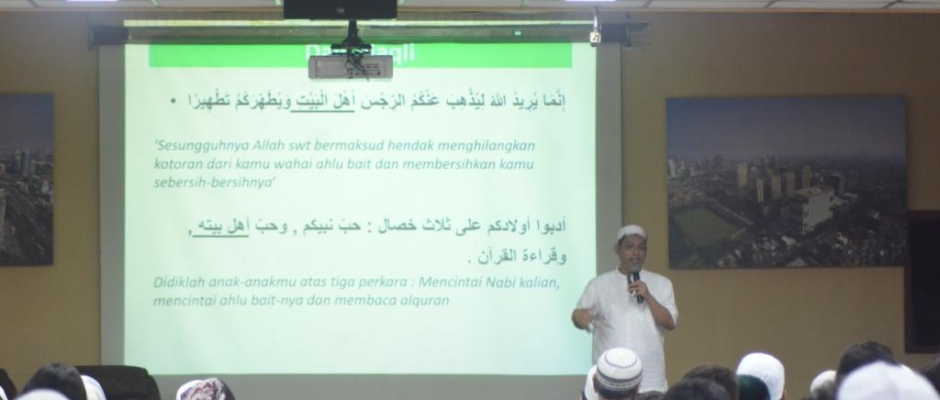 إنّمَا يُرِيدُ اللهُ لِيُذْهِبَ عَنْكُمُ الرّجْسَ أَهْلَ الْبَيْتِ وَيُطَهّرَكُمْ تَطْهِيرًا •
'Sesungguhnya Allah swt bermaksud hendak menghilangkan
kotoran dari kamu wahai ahlu bait dan membersihkan kamu
sebersih-bersihnya'
أدبوا أولادكم على ثلاث خصال : حبّ نبيكم , وحبّ أهل بيته ,
وقراءة القرآن .
Didiklah anak-anakmu atas tiga perkara : Mencintai Nabi kalian,
mencintai ahlu bait-nya dan membaca alquran